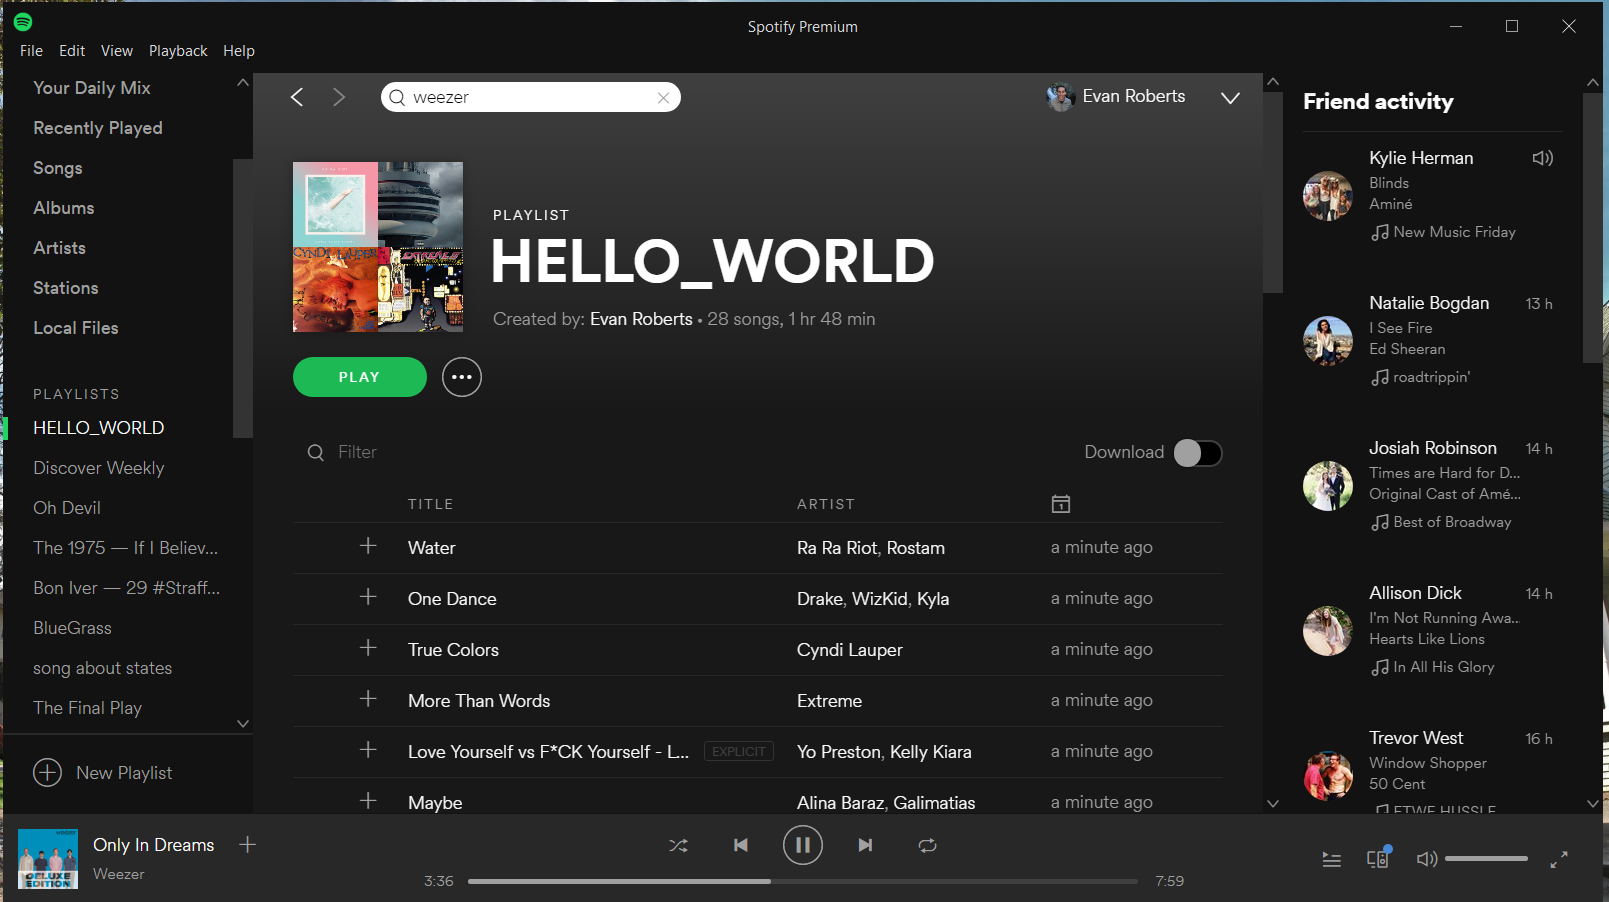 Spotify Premium
File Edit View Playback Help
Your Daily Mix
Recently Played
Songs
Albums
Artists
Stations
Local Files
PLAYLISTS
HELLO_WORLD
Discover Weekly
Oh Devil
The 1975 — If I Believ...
Bon Iver — 29 #Straff...
BlueGrass
song about states
The Final Play
New Playlist
weezer
Evan Roberts
CYNDI LAUPER
EXTREME
PLAYLIST
HELLO_WORLD
Created by: Evan Roberts • 28 songs, 1 hr 48 min
PLAY
Filter
Download
TITLE ARTIST 1
Water Ra Ra Riot, Rostam a minute ago
One Dance Drake, WizKid, Kyla a minute ago
True Colors Cyndi Lauper a minute ago
More Than Words Extreme a minute ago
Love Yourself vs F*CK Yourself - L... EXPLICIT Yo Preston, Kelly Kiara a minute ago
Maybe Alina Baraz, Galimatias a minute ago
Friend activity
Kylie Herman
Blinds
Aminé
New Music Friday
Natalie Bogdan 13 h
I See Fire
Ed Sheeran
roadtrippin'
Josiah Robinson 14 h
Times are Hard for D...
Original Cast of Amé...
Best of Broadway
Allison Dick 14 h
I'm Not Running Awa...
Hearts Like Lions
In All His Glory
Trevor West 16 h
Window Shopper
50 Cent
FTWE HUSSLE
weezer
DELUXE
EDITION
Only In Dreams
Weezer
3:36
7:59